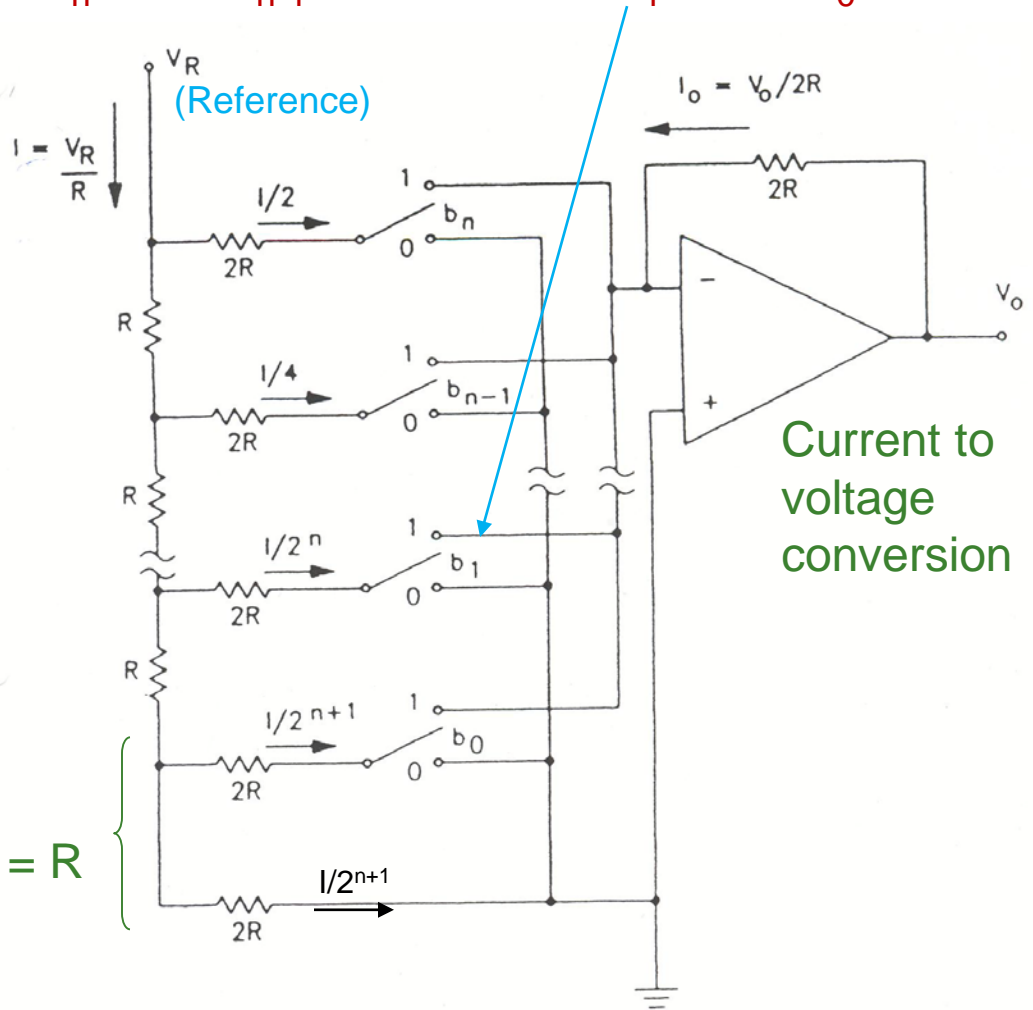 V_R
(Reference)
I = V_R / R
I_o = V_o/2R
2R
I/2
1
b_n
0
2R
V_o
R
I/4
1
b_{n-1}
0
2R
−
+
Current to
voltage
conversion
R
I/2^n
1
b_1
0
2R
R
I/2^{n+1}
1
b_0
0
2R
= R
I/2^{n+1}
2R